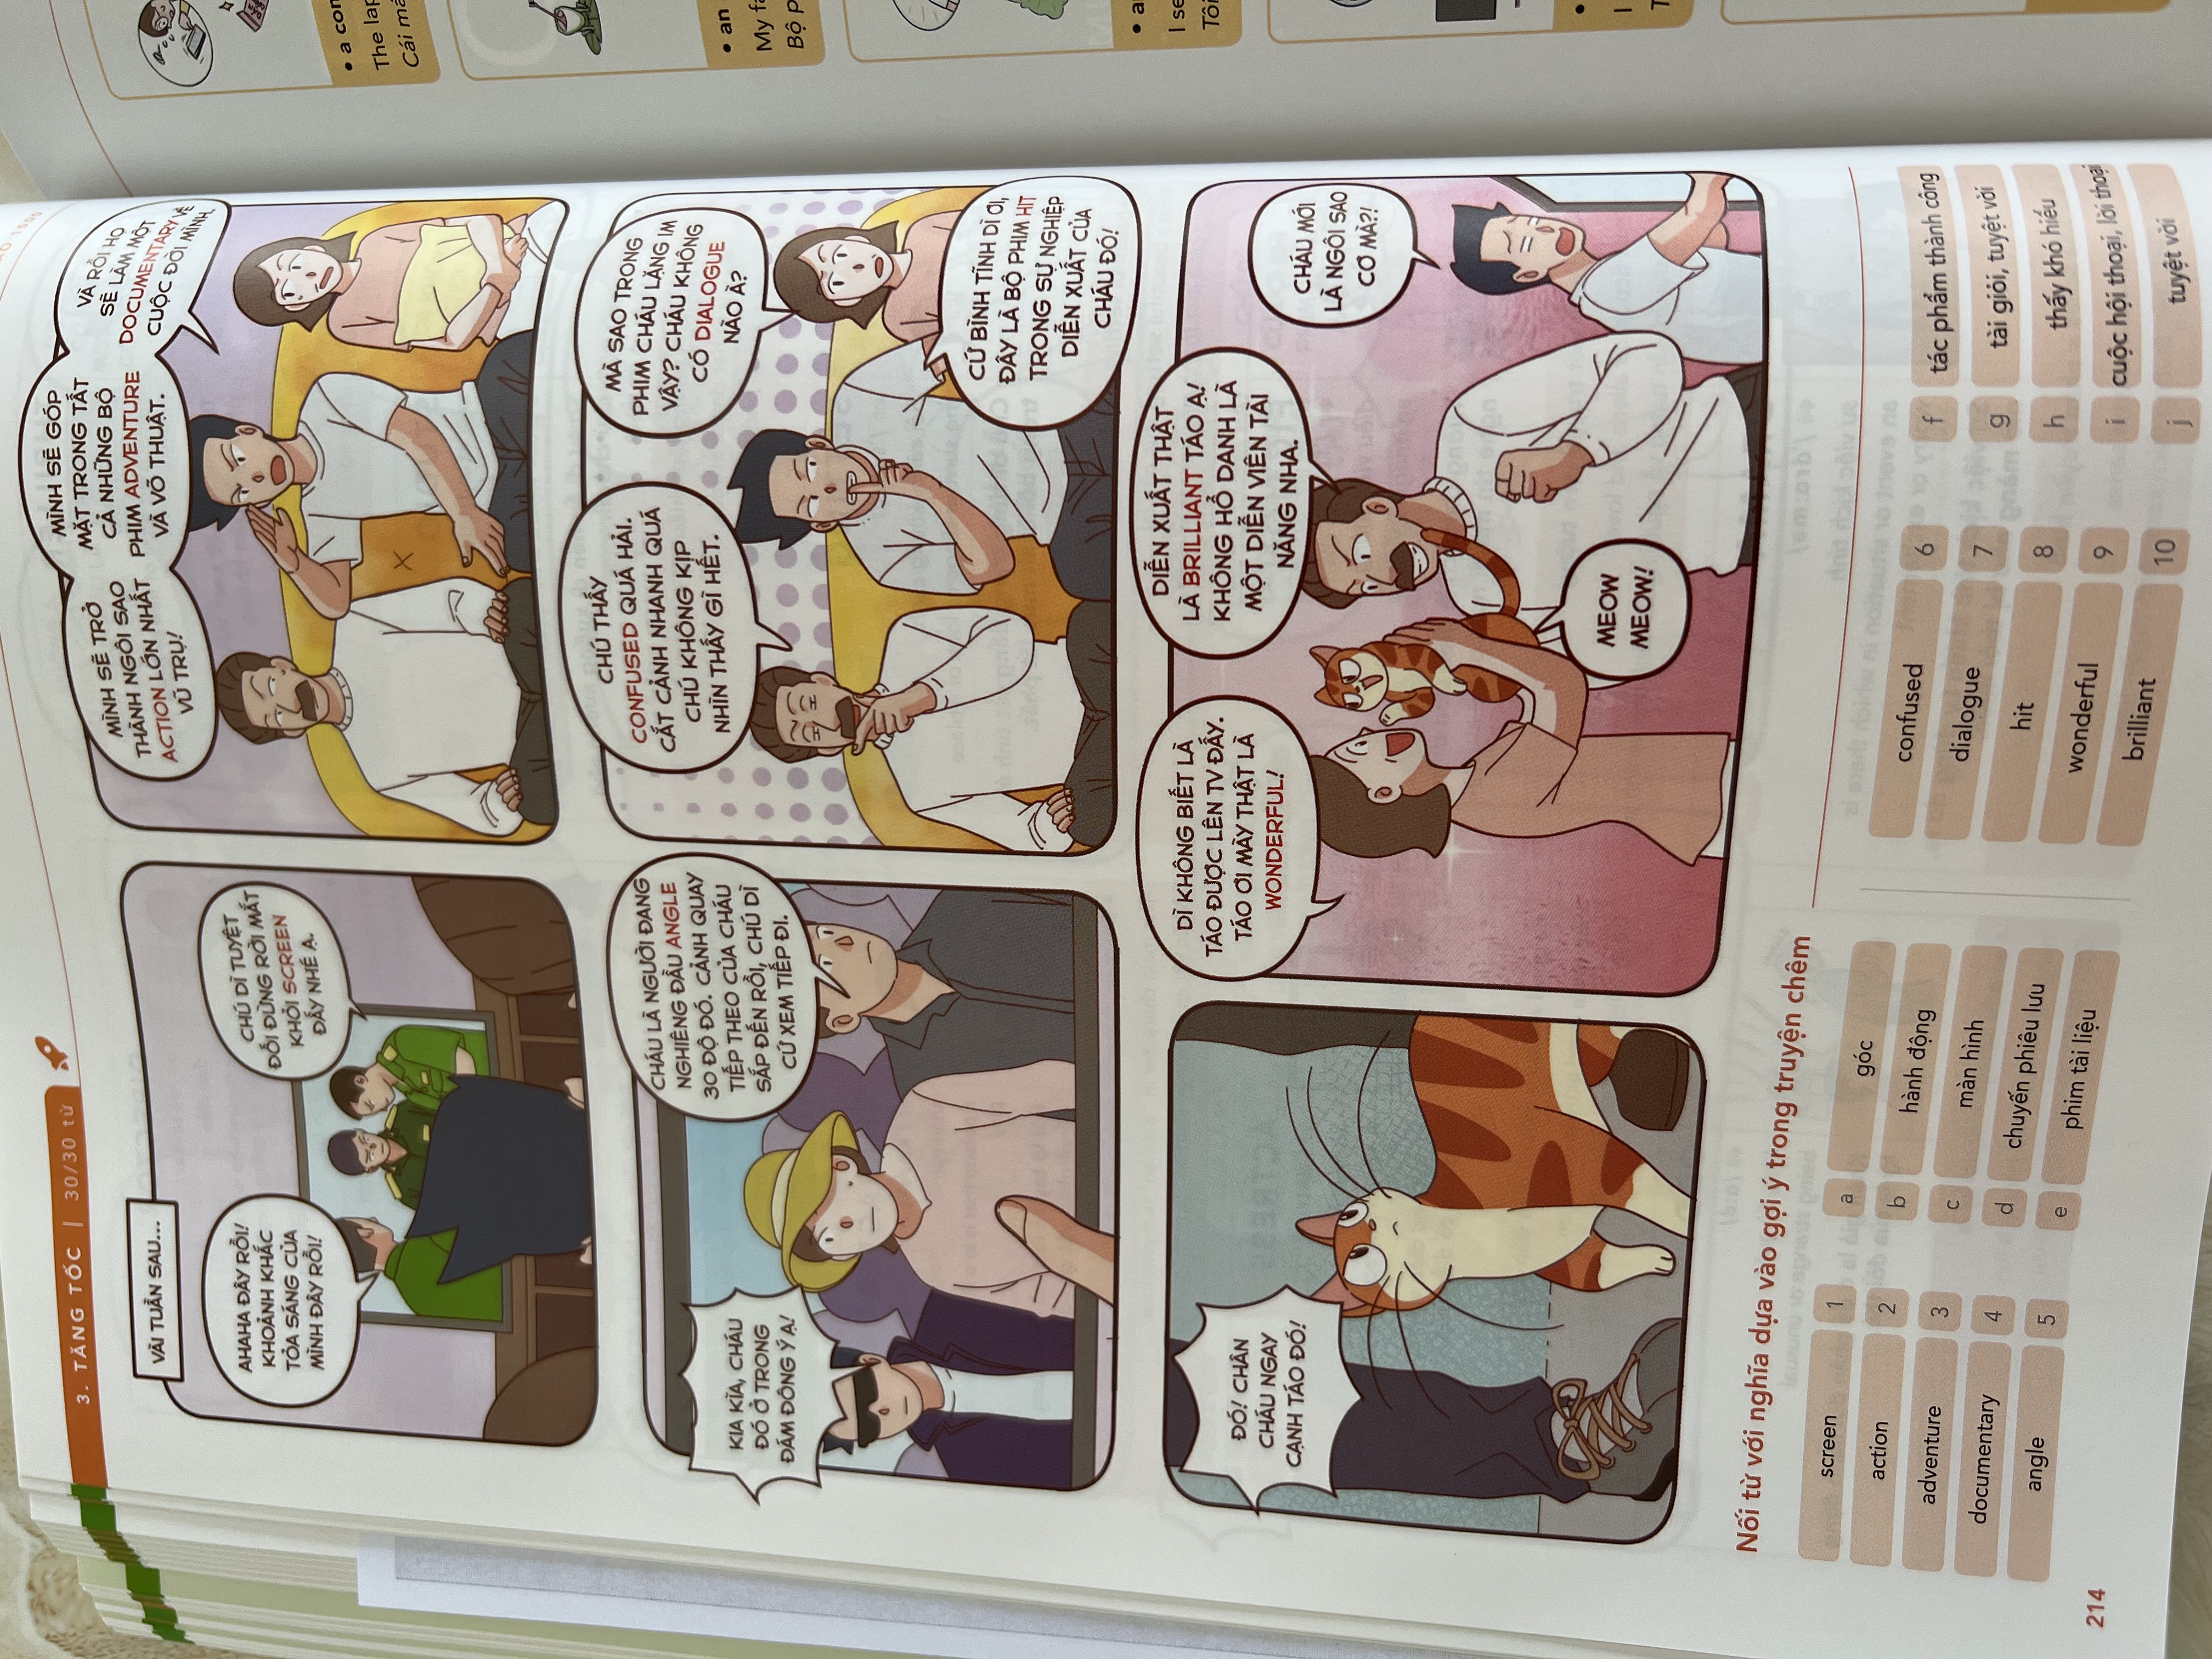 3. TĂNG TỐC | 30/30 từ
VÀI TUẦN SAU...
AHAHA ĐÂY RỒI!
KHOẢNH KHẮC
TỎA SÁNG CỦA
MÌNH ĐÂY RỒI!
CHÚ DÌ TUYỆT
ĐỐI ĐỪNG RỜI MẮT
KHỎI SCREEN
ĐẤY NHÉ Ạ.
MÌNH SẼ TRỞ
THÀNH NGÔI SAO
ACTION LỚN NHẤT
VŨ TRỤ!
MÌNH SẼ GÓP
MẶT TRONG TẤT
CẢ NHỮNG BỘ
PHIM ADVENTURE
VÀ VÕ THUẬT.
VÀ RỒI HỌ
SẼ LÀM MỘT
DOCUMENTARY VỀ
CUỘC ĐỜI MÌNH.
KIA KÌA, CHÁU
ĐÓ Ở TRONG
ĐÁM ĐÔNG Ý Ạ!
CHÁU LÀ NGƯỜI ĐANG
NGHIÊNG ĐẦU ANGLE
30 ĐỘ ĐÓ. CẢNH QUAY
TIẾP THEO CỦA CHÁU
SẮP ĐẾN RỒI, CHÚ DÌ
CỨ XEM TIẾP ĐI.
CHÚ THẤY
CONFUSED QUÁ HẢI.
CẮT CẢNH NHANH QUÁ
CHÚ KHÔNG KỊP
NHÌN THẤY GÌ HẾT.
MÀ SAO TRONG
PHIM CHÁU LẶNG IM
VẬY? CHÁU KHÔNG
CÓ DIALOGUE
NÀO À?
CỨ BÌNH TĨNH DÌ ƠI,
ĐÂY LÀ BỘ PHIM HIT
TRONG SỰ NGHIỆP
DIỄN XUẤT CỦA
CHÁU ĐÓ!
ĐÓ! CHÂN
CHÁU NGAY
CẠNH TÁO ĐÓ!
DÌ KHÔNG BIẾT LÀ
TÁO ĐƯỢC LÊN TV ĐẤY.
TÁO ƠI MÀY THẬT LÀ
WONDERFUL!
DIỄN XUẤT THẬT
LÀ BRILLIANT TÁO Ạ!
KHÔNG HỔ DANH LÀ
MỘT DIỄN VIÊN TÀI
NĂNG NHA.
CHÁU MỚI
LÀ NGÔI SAO
CƠ MÀ?!
MEOW
MEOW!
Nối từ với nghĩa dựa vào gợi ý trong truyện chêm
screen 1 a góc
action 2 b hành động
adventure 3 c màn hình
documentary 4 d chuyến phiêu lưu
angle 5 e phim tài liệu
confused 6 f tác phẩm thành công
dialogue 7 g tài giỏi, tuyệt vời
hit 8 h thấy khó hiểu
wonderful 9 i cuộc hội thoại, lời thoại
brilliant 10 j tuyệt vời
214
The
Cái
• an
My
Bộ
I
Tôi